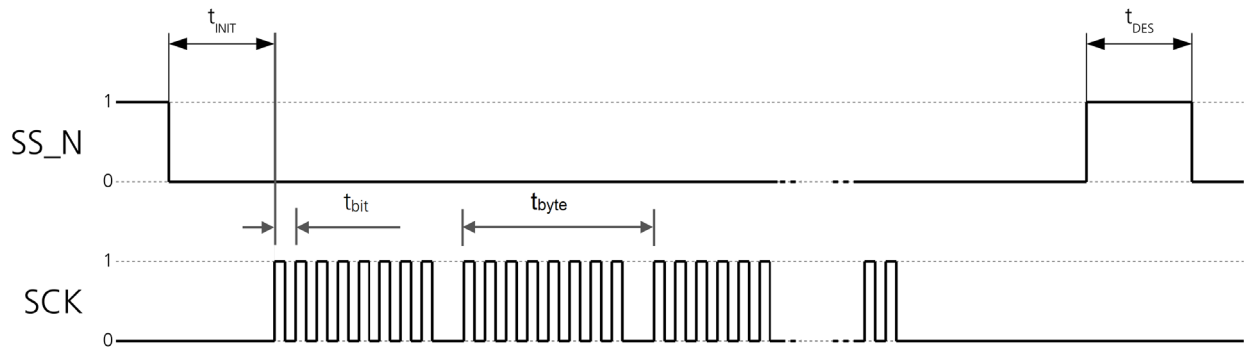 tINIT
tDES
1
SS_N
0
tbit
tbyte
1
SCK
0